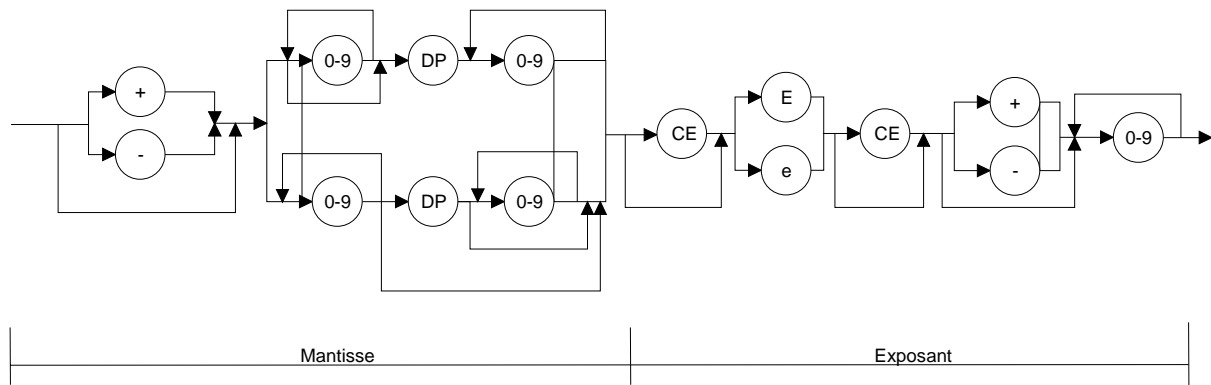 0-9 DP 0-9
+ E +
CE CE 0-9
- e -
0-9 DP 0-9
Mantisse Exposant